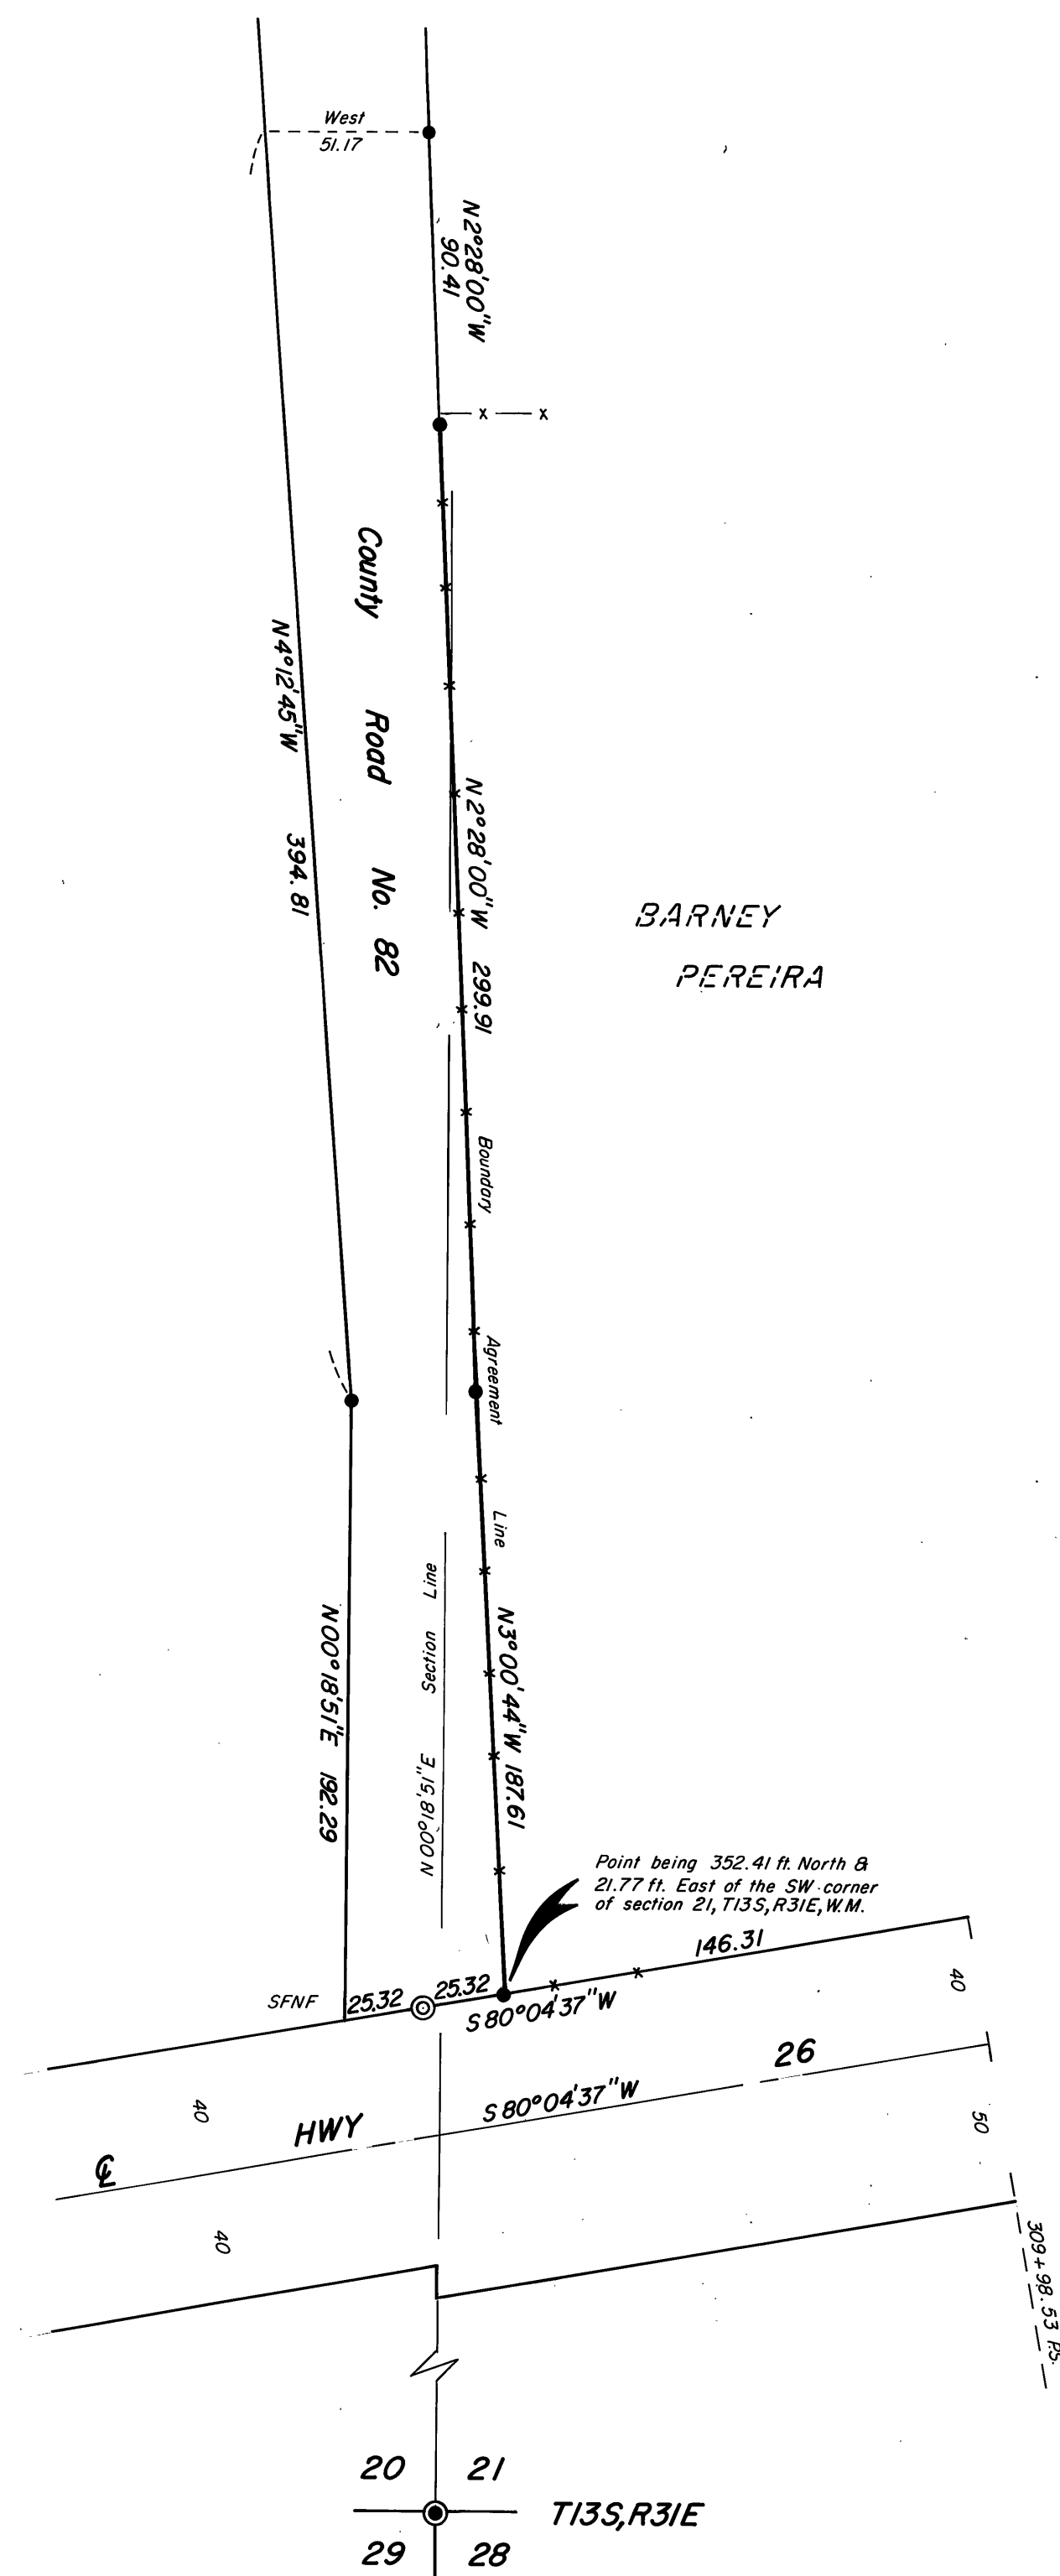 West
51.17
N2°28'00"W
90.41
County Road No. 82
N4°12'45"W 394.81
N2°28'00"W 299.91
BARNEY
PEREIRA
Boundary Agreement Line
Section Line
N00°18'51"E
N3°00'44"W 187.61
N00°18'51"E 192.29
Point being 352.41 ft. North &
21.77 ft. East of the SW corner
of section 21, T13S, R31E, W.M.
146.31
40
SFNF
25.32
25.32
S80°04'37"W
26
S80°04'37"W
40
HWY
50
℄
40
309+98.53 P.S.
20
21
T13S,R31E
29
28